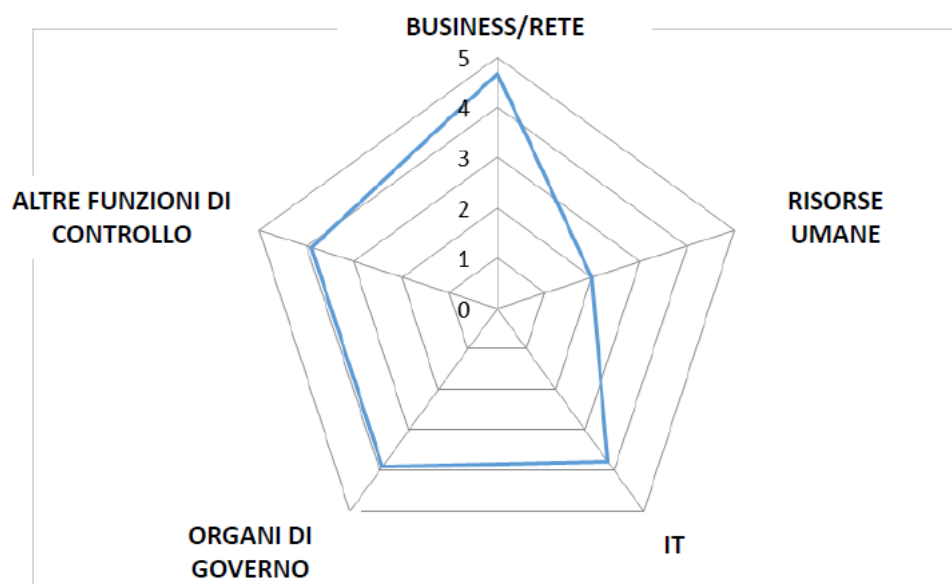 BUSINESS/RETE
5
4
3
2
1
0
ALTRE FUNZIONI DI
CONTROLLO
RISORSE
UMANE
ORGANI DI
GOVERNO
IT